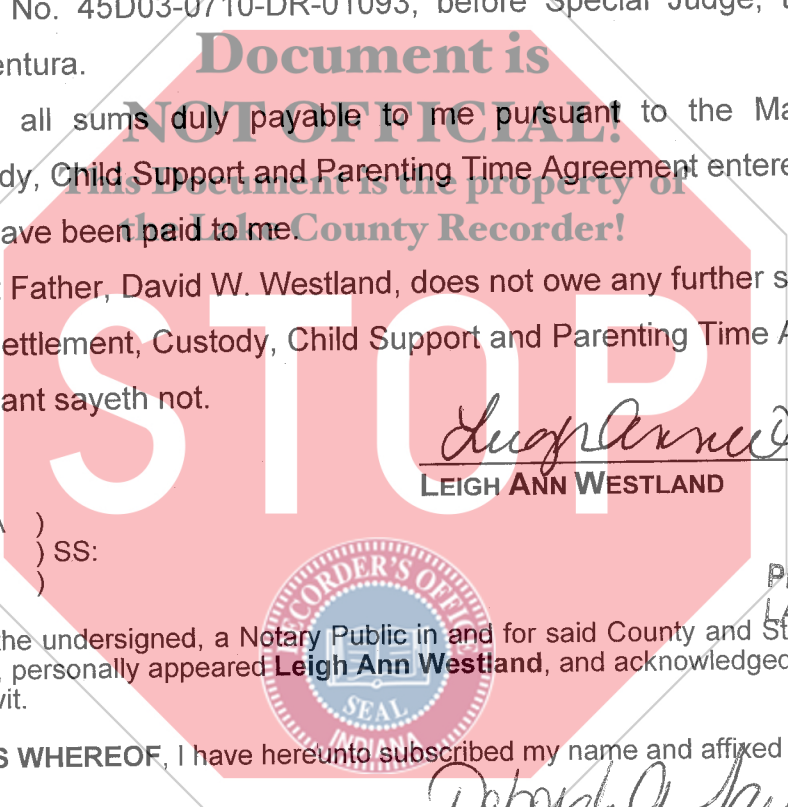 No. 45D03-0710-DR-01093, before Special Judge,
entura.
all sums duly payable to me pursuant to the Ma
dy, Child Support and Parenting Time Agreement entere
ave been paid to me.
Father, David W. Westland, does not owe any further s
ettlement, Custody, Child Support and Parenting Time A
ant sayeth not.
Leigh Anne
LEIGH ANN WESTLAND
)
) SS:
)
the undersigned, a Notary Public in and for said County and St
, personally appeared Leigh Ann Westland, and acknowledged
vit.
S WHEREOF, I have hereunto subscribed my name and affixed
Deborah A.
Document is
NOT OFFICIAL!
This Document is the property of
the Lake County Recorder!
STOP
RECORDER'S OFFICE
SEAL
INDIANA